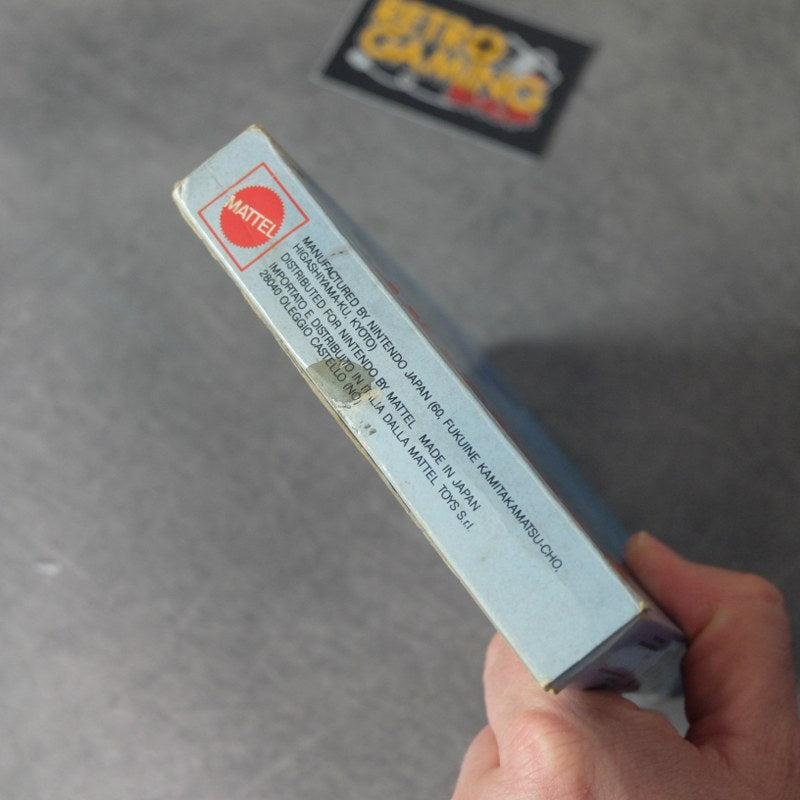 RETRO
GAMING
MATTEL
MANUFACTURED BY NINTENDO JAPAN (60, FUKUINE KAMITAKAMATSU-CHO,
HIGASHIYAMA-KU, KYOTO)
DISTRIBUTED FOR NINTENDO BY MATTEL MADE IN JAPAN
IMPORTATO E DISTRIBUITO IN ITALIA DALLA MATTEL TOYS S.r.l.
28040 OLEGGIO CASTELLO (NO)